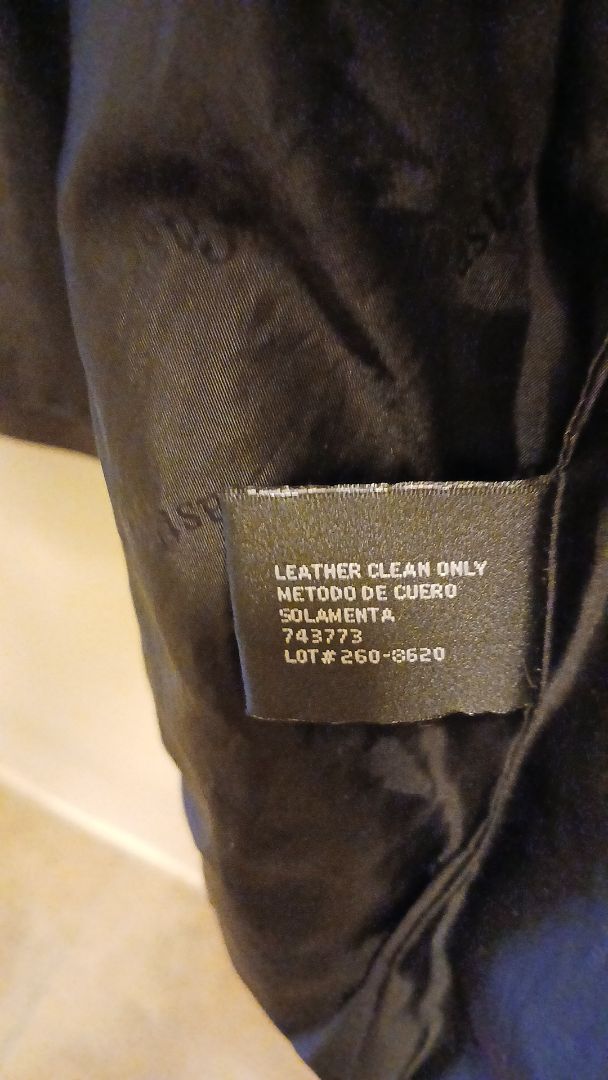 LEATHER CLEAN ONLY
METODO DE CUERO
SOLAMENTA
743773
LOT# 260-8620